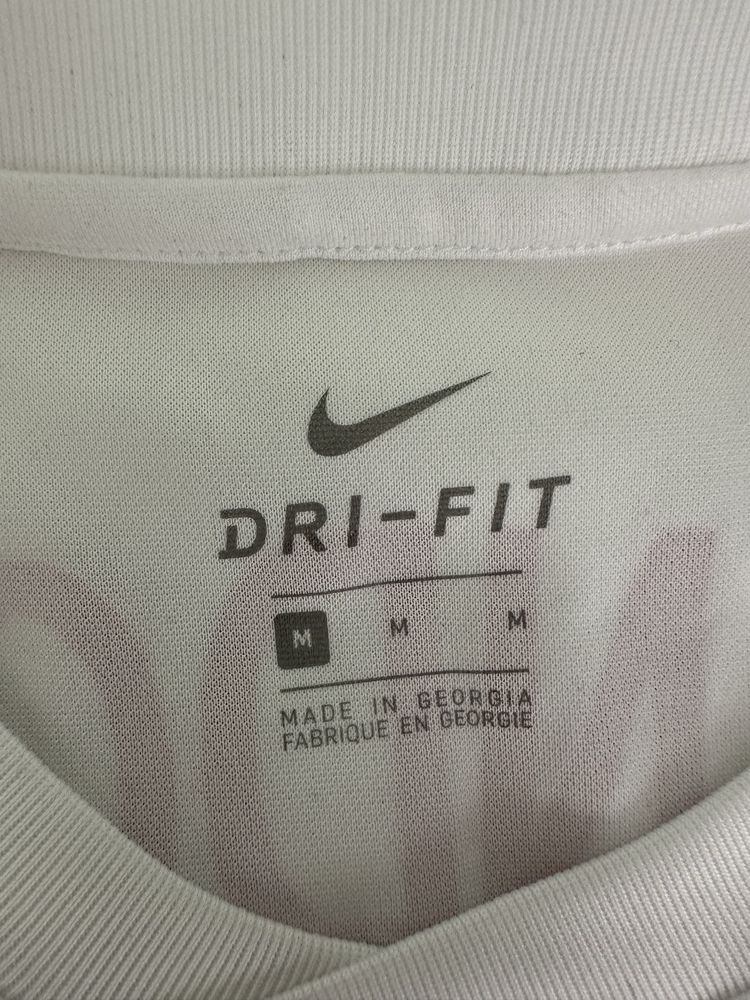 DRI-FIT
M M M
MADE IN GEORGIA
FABRIQUE EN GEORGIE